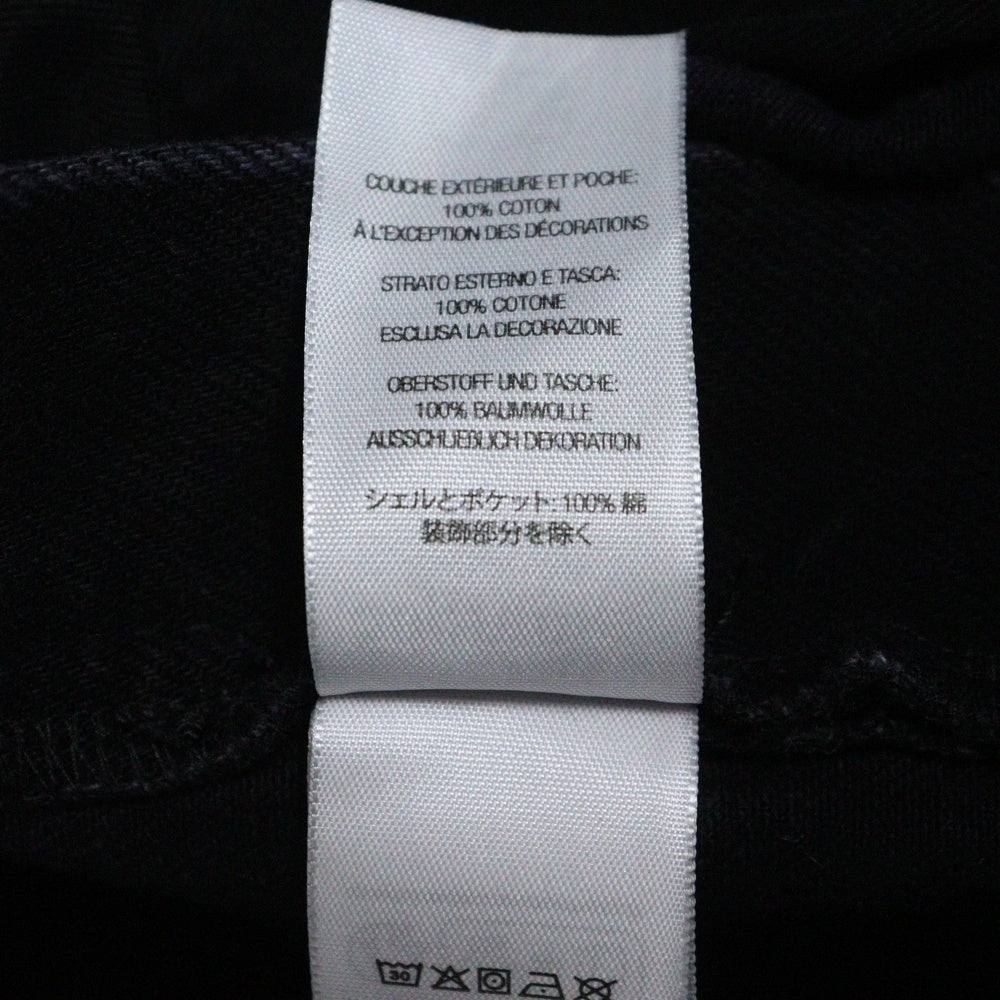 COUCHE EXTÉRIEURE ET POCHE:
100% COTON
À L'EXCEPTION DES DÉCORATIONS
STRATO ESTERNO E TASCA:
100% COTONE
ESCLUSA LA DECORAZIONE
OBERSTOFF UND TASCHE:
100% BAUMWOLLE
AUSSCHLIEßLICH DEKORATION
シェルとポケット: 100% 綿
装飾部分を除く
30